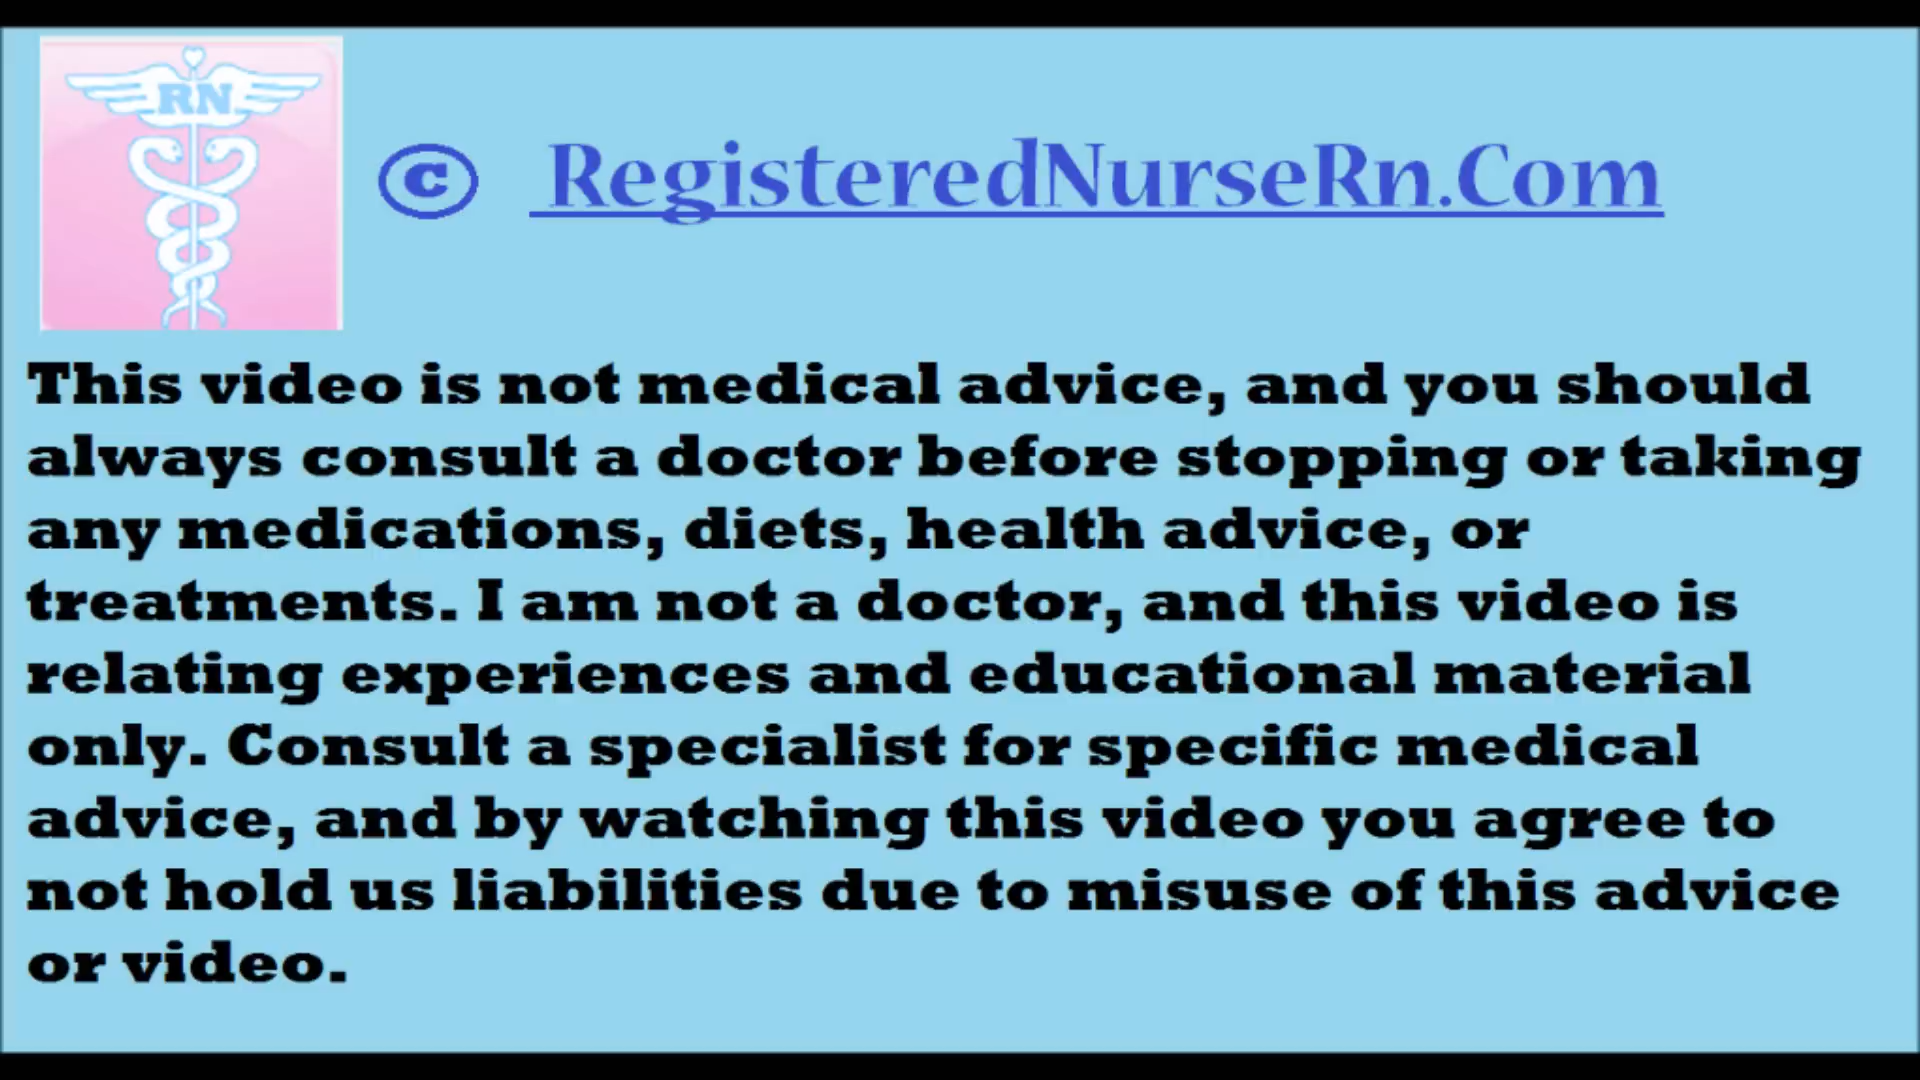 RN
© RegisteredNurseRn.Com
This video is not medical advice, and you should
always consult a doctor before stopping or taking
any medications, diets, health advice, or
treatments. I am not a doctor, and this video is
relating experiences and educational material
only. Consult a specialist for specific medical
advice, and by watching this video you agree to
not hold us liabilities due to misuse of this advice
or video.